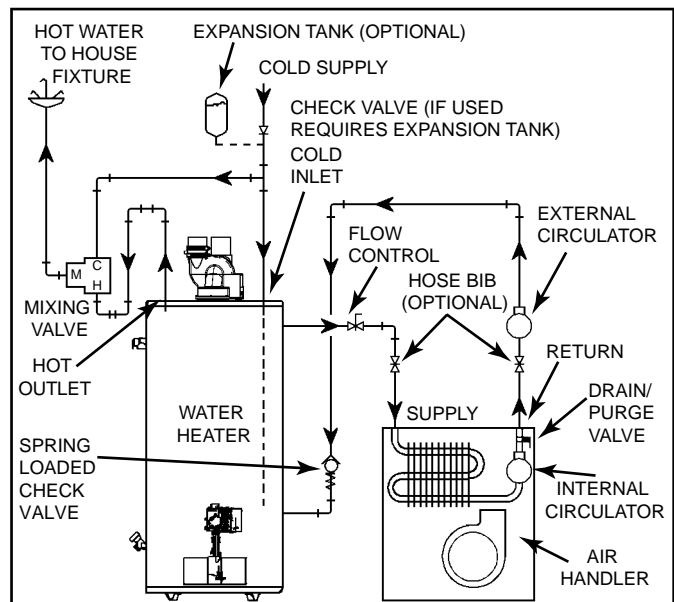 HOT WATER
TO HOUSE
FIXTURE
EXPANSION TANK (OPTIONAL)
COLD SUPPLY
CHECK VALVE (IF USED
REQUIRES EXPANSION TANK)
COLD
INLET
FLOW
CONTROL
EXTERNAL
CIRCULATOR
HOSE BIB
(OPTIONAL)
M
C
H
MIXING
VALVE
HOT
OUTLET
RETURN
DRAIN/
PURGE
VALVE
SUPPLY
WATER
HEATER
SPRING
LOADED
CHECK
VALVE
INTERNAL
CIRCULATOR
AIR
HANDLER